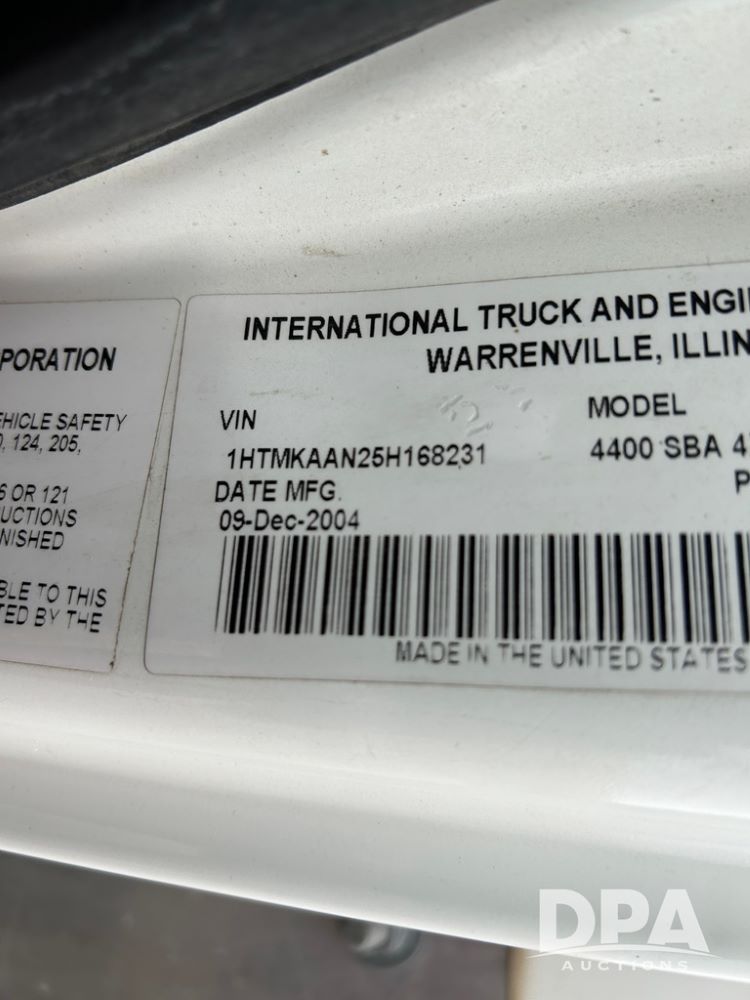 PORATION
EHICLE SAFETY
0, 124, 205,
6 OR 121
UCTIONS
NISHED
BLE TO THIS
TED BY THE
INTERNATIONAL TRUCK AND ENGI
WARRENVILLE, ILLIN
VIN
MODEL
1HTMKAAN25H168231
4400 SBA 4
DATE MFG.
P
09-Dec-2004
MADE IN THE UNITED STATES
DPA
AUCTIONS